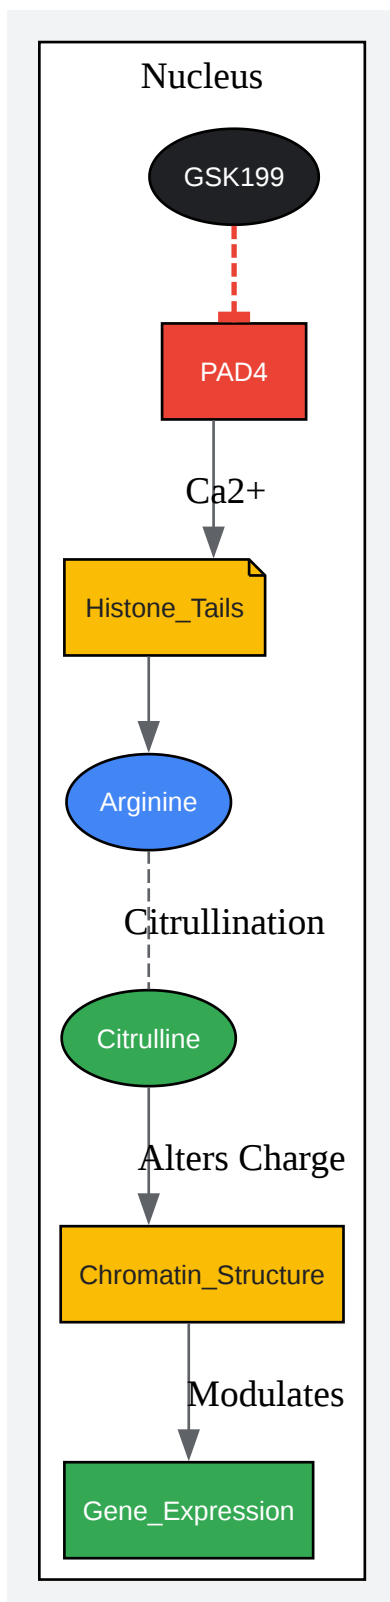 Nucleus
GSK199
PAD4
Ca2+
Histone_Tails
Arginine
Citrullination
Citrulline
Alters Charge
Chromatin_Structure
Modulates
Gene_Expression